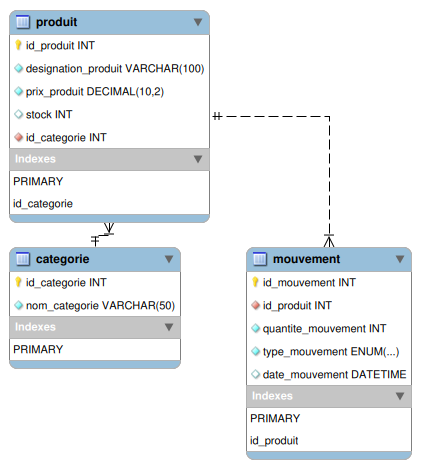 produit
id_produit INT
designation_produit VARCHAR(100)
prix_produit DECIMAL(10,2)
stock INT
id_categorie INT
Indexes
PRIMARY
id_categorie
categorie
id_categorie INT
nom_categorie VARCHAR(50)
Indexes
PRIMARY
mouvement
id_mouvement INT
id_produit INT
quantite_mouvement INT
type_mouvement ENUM(...)
date_mouvement DATETIME
Indexes
PRIMARY
id_produit